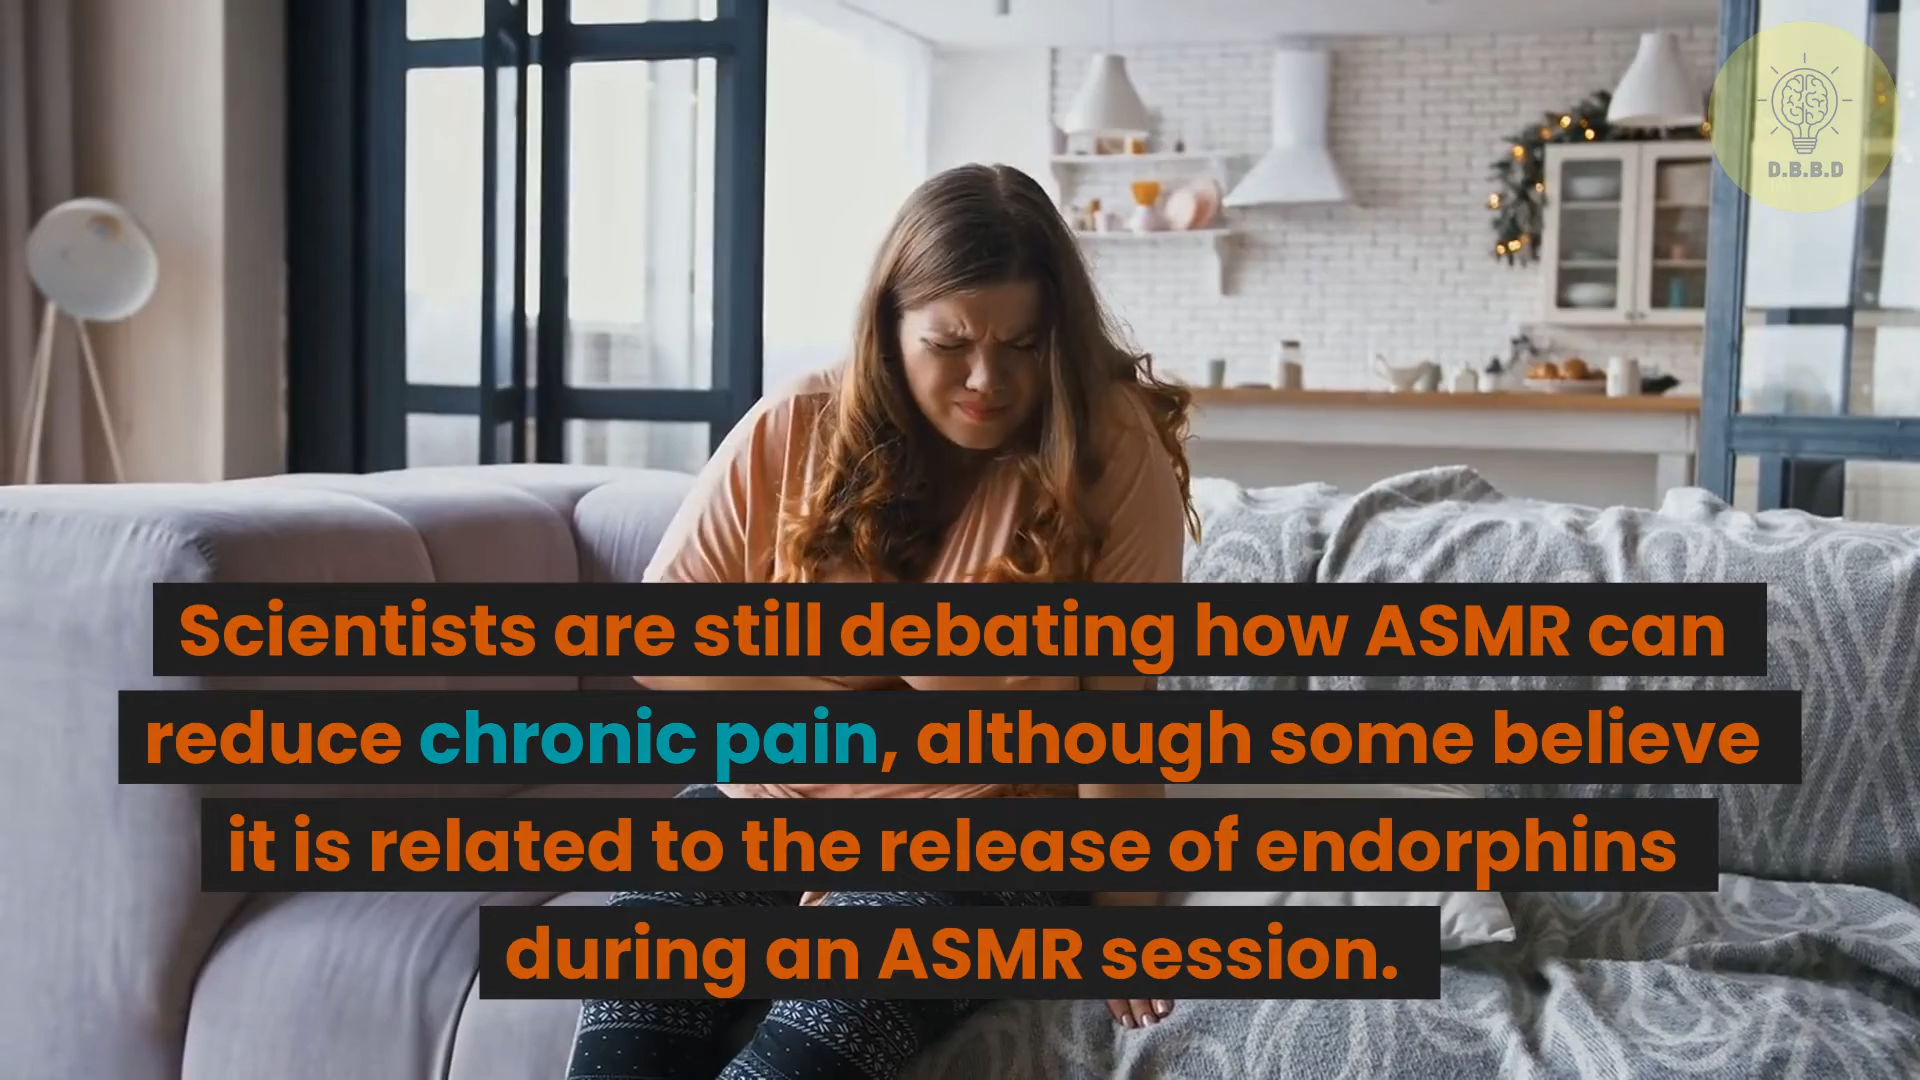 D.B.B.D
Scientists are still debating how ASMR can
reduce chronic pain, although some believe
it is related to the release of endorphins
during an ASMR session.